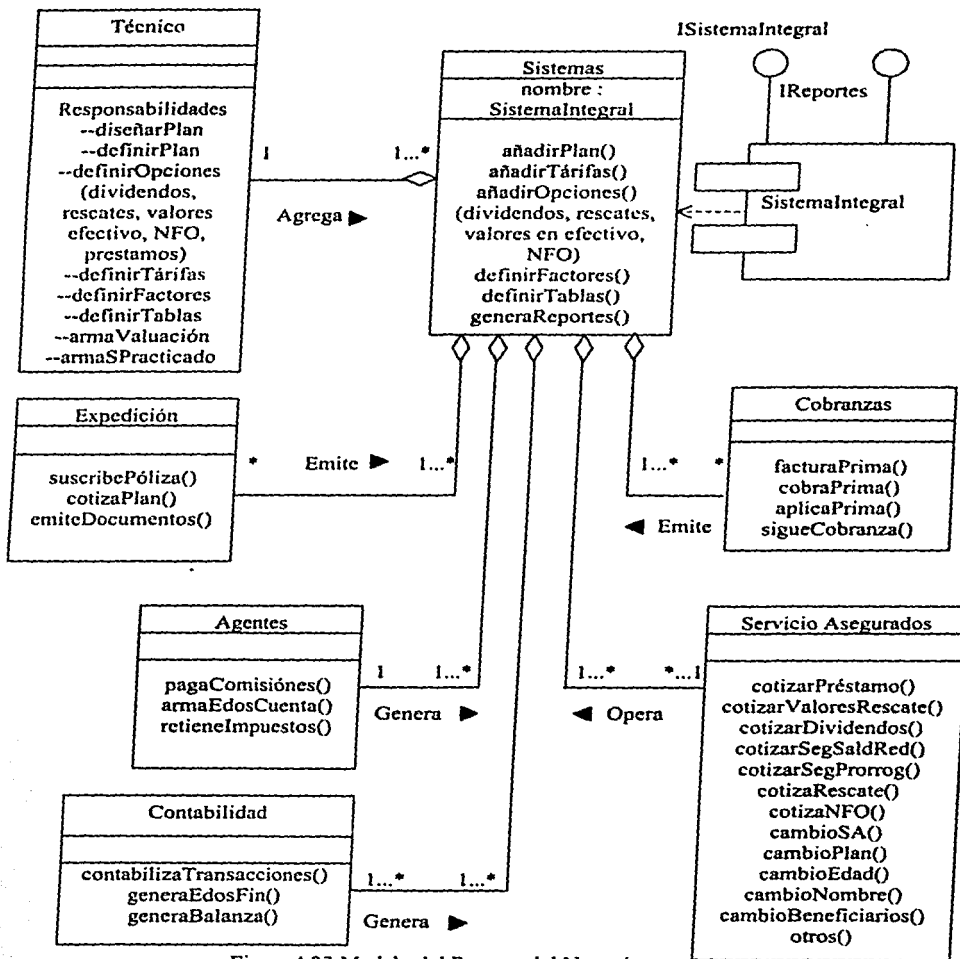 Técnico
Responsabilidades
--diseñarPlan
--definirPlan
--definirOpciones
(dividendos,
rescates, valores
efectivo, NFO,
prestamos)
--definirTárifas
--definirFactores
--definirTablas
--armaValuación
--armaSPracticado
1
1...*
Agrega
Sistemas
nombre :
SistemaIntegral
añadirPlan()
añadirTárifas()
añadirOpciones()
(dividendos, rescates,
valores en efectivo,
NFO)
definirFactores()
definirTablas()
generaReportes()
ISistemaIntegral
IReportes
SistemaIntegral
Expedición
suscribePóliza()
cotizaPlan()
emiteDocumentos()
*
Emite
1...*
Cobranzas
facturaPrima()
cobraPrima()
aplicaPrima()
sigueCobranza()
1...*
*
Emite
Agentes
pagaComisiónes()
armaEdosCuenta()
retieneImpuestos()
1
1...*
Genera
Servicio Asegurados
cotizarPréstamo()
cotizarValoresRescate()
cotizarDividendos()
cotizarSegSaldRed()
cotizarSegProrrog()
cotizaRescate()
cotizaNFO()
cambioSA()
cambioPlan()
cambioEdad()
cambioNombre()
cambioBeneficiarios()
otros()
1...*
*...1
Opera
Contabilidad
contabilizaTransacciones()
generaEdosFin()
generaBalanza()
1...*
1...*
Genera